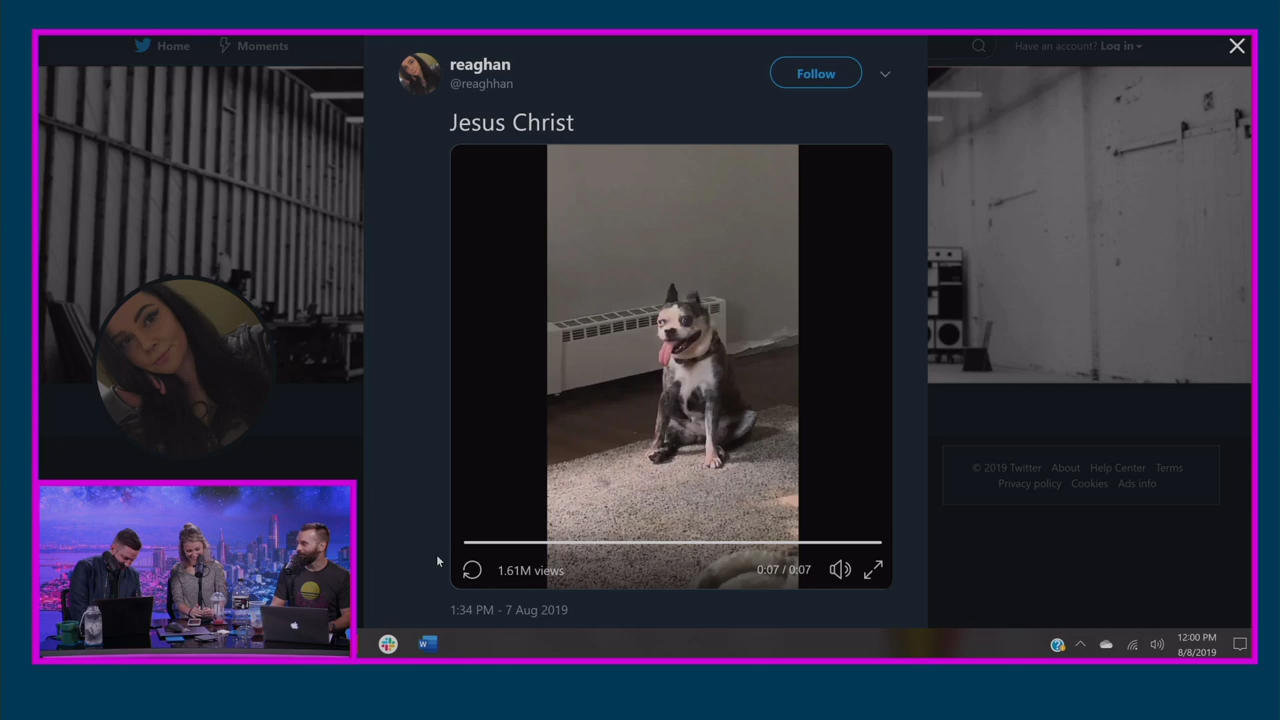 Home
Moments
Have an account? Log in
reaghan
@reaghhan
Follow
Jesus Christ
1.61M views
0:07 / 0:07
1:34 PM - 7 Aug 2019
© 2019 Twitter About Help Center Terms
Privacy policy Cookies Ads info
W
12:00 PM
8/8/2019